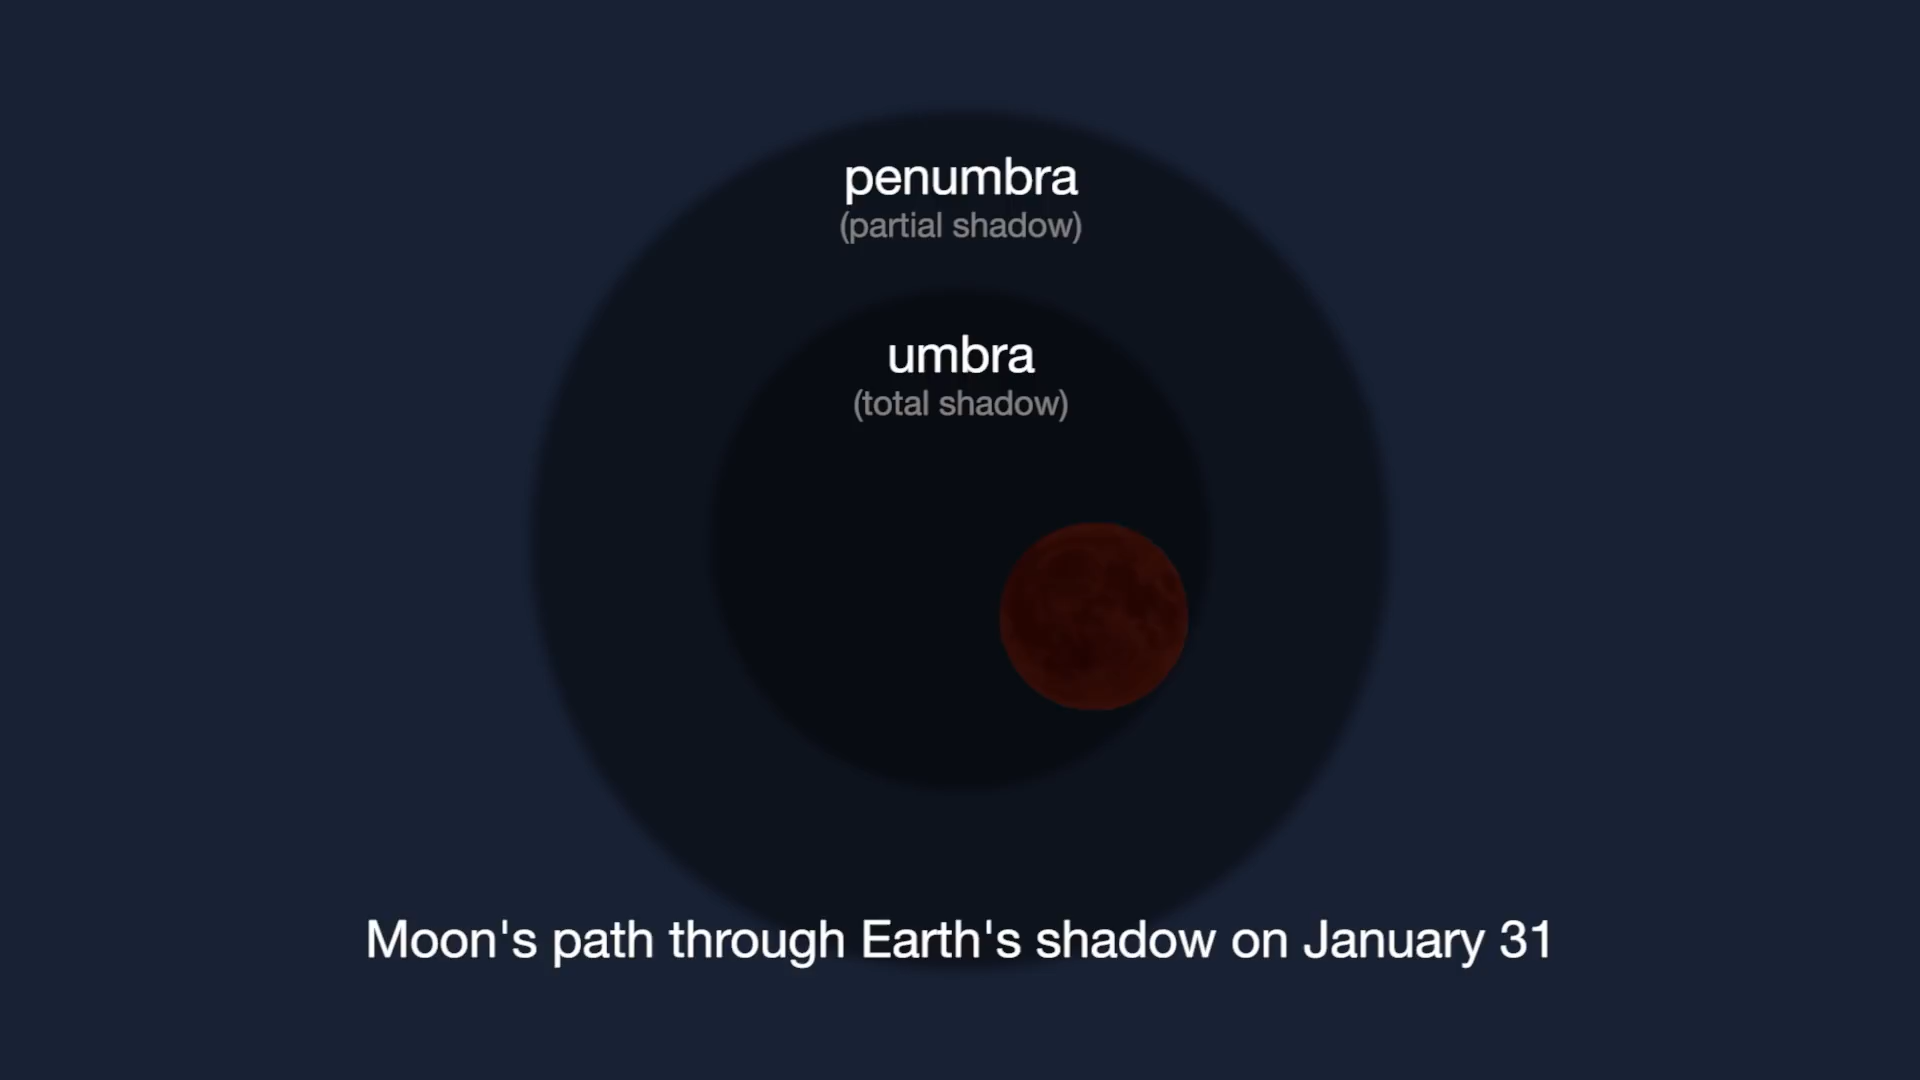 penumbra
(partial shadow)
umbra
(total shadow)
Moon's path through Earth's shadow on January 31